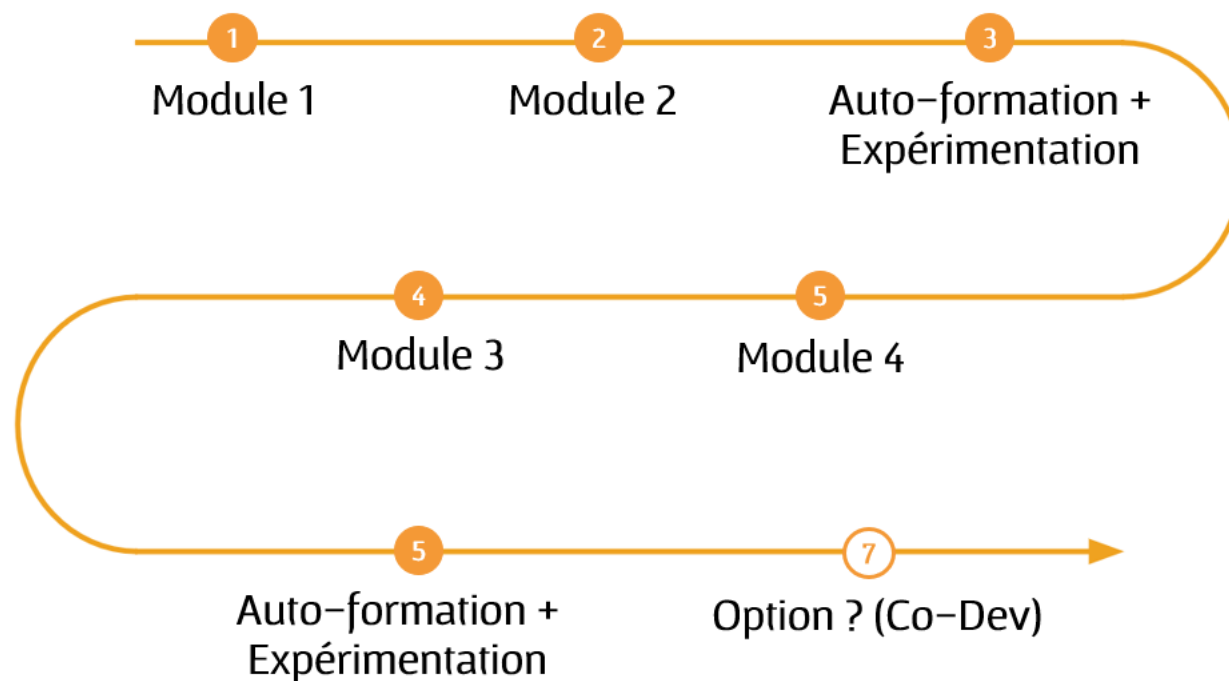 1 2 3
Module 1 Module 2 Auto-formation +
Expérimentation
4 5
Module 3 Module 4
5 7
Auto-formation + Option ? (Co-Dev)
Expérimentation